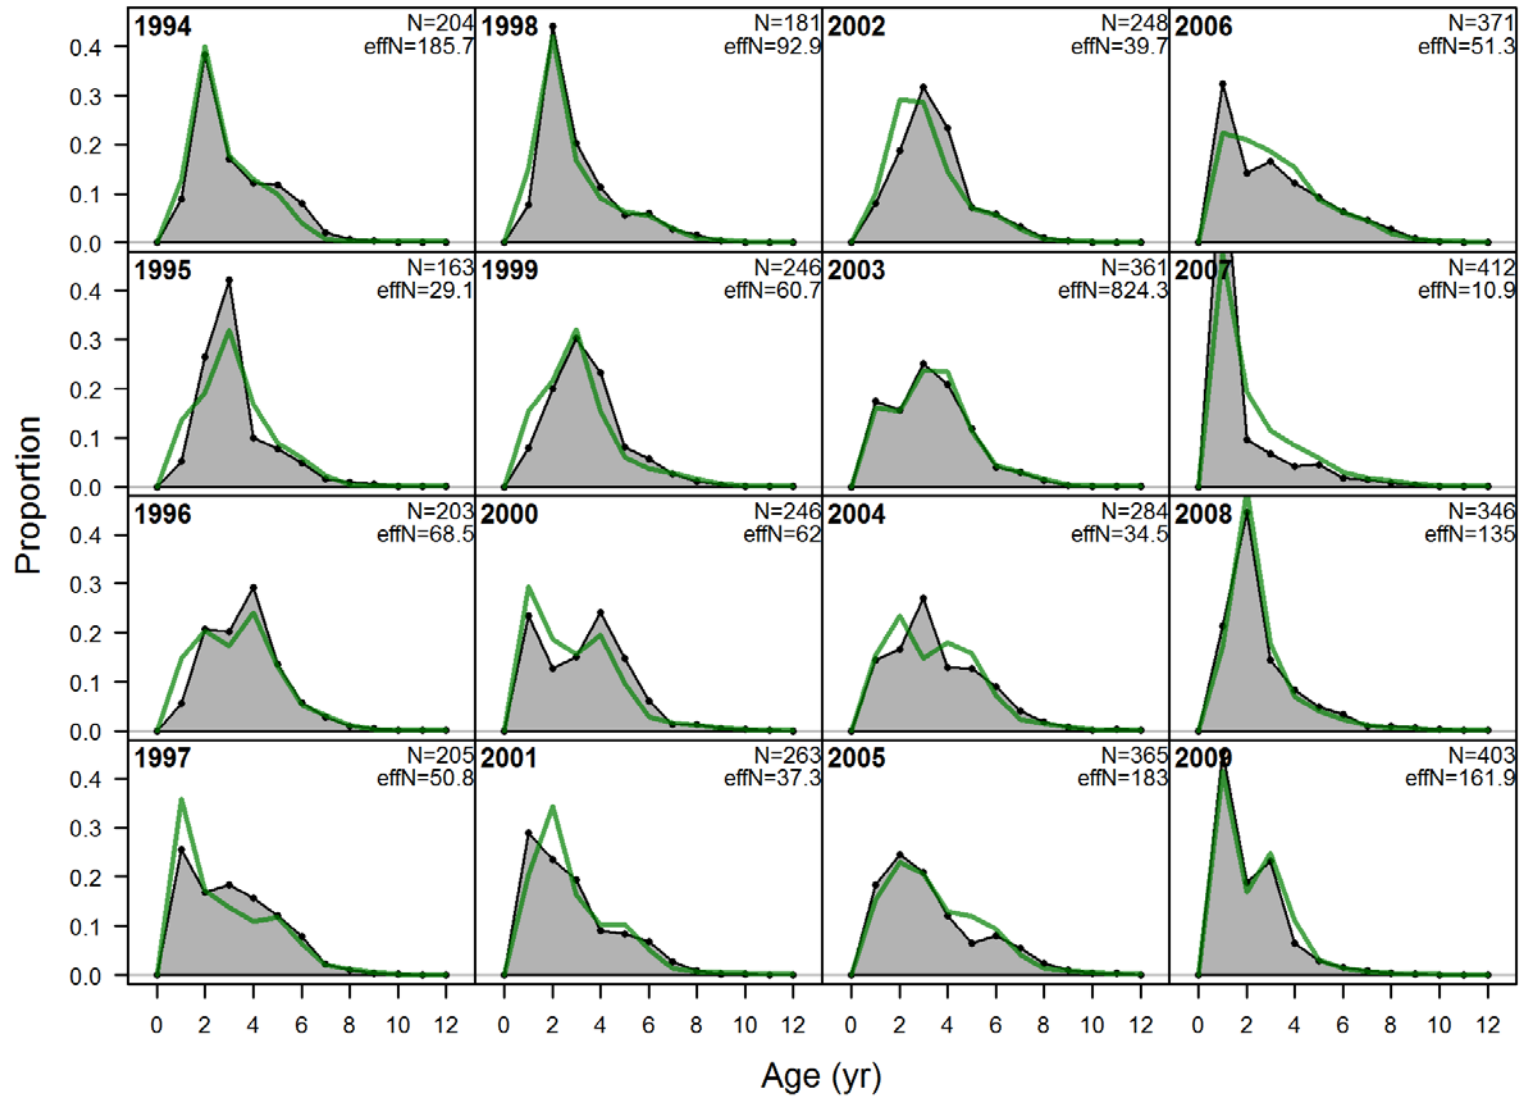 1994 N=204
effN=185.7
1998 N=181
effN=92.9
2002 N=248
effN=39.7
2006 N=371
effN=51.3
0.4
0.3
0.2
0.1
0.0
1995 N=163
effN=29.1
1999 N=246
effN=60.7
2003 N=361
effN=824.3
2007 N=412
effN=10.9
0.4
0.3
0.2
0.1
0.0
1996 N=203
effN=68.5
2000 N=246
effN=62
2004 N=284
effN=34.5
2008 N=346
effN=135
0.4
0.3
0.2
0.1
0.0
1997 N=205
effN=50.8
2001 N=263
effN=37.3
2005 N=365
effN=183
2009 N=403
effN=161.9
0.4
0.3
0.2
0.1
0.0
0 2 4 6 8 10 12 0 2 4 6 8 10 12 0 2 4 6 8 10 12 0 2 4 6 8 10 12
Proportion
Age (yr)